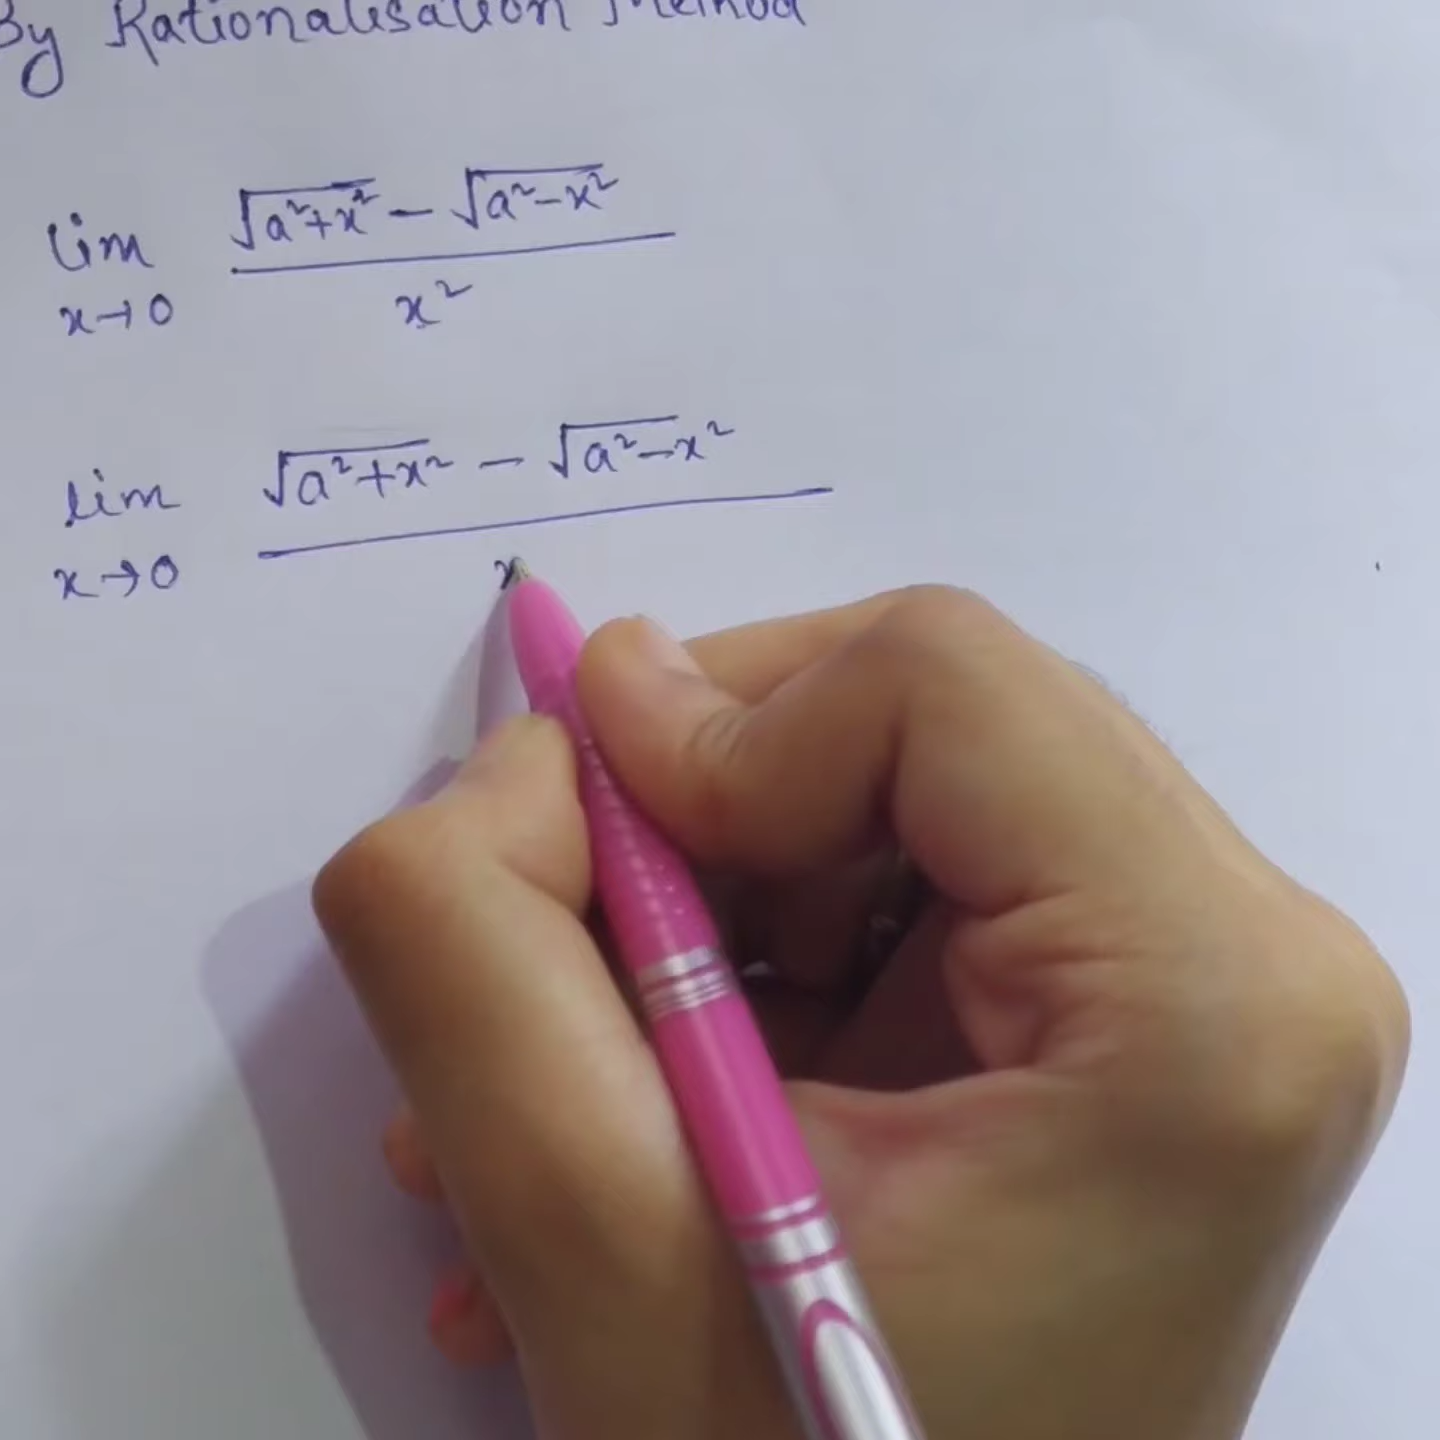 By Rationalisation Method
lim x→0 √(a²+x²) − √(a²−x²) / x²
lim x→0 √(a²+x²) − √(a²−x²) / x